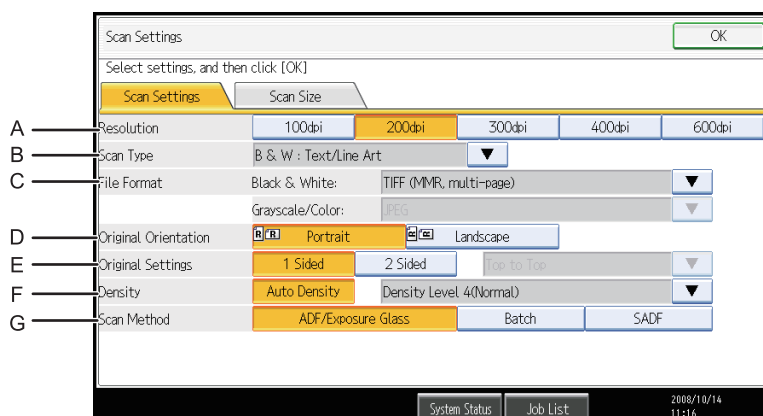 Scan Settings OK
Select settings, and then click [OK]
Scan Settings Scan Size
A Resolution 100dpi 200dpi 300dpi 400dpi 600dpi
B Scan Type B & W : Text/Line Art ▼
C File Format Black & White: TIFF (MMR, multi-page) ▼
Grayscale/Color: JPEG ▼
D Original Orientation R R Portrait R R Landscape
E Original Settings 1 Sided 2 Sided Top to Top ▼
F Density Auto Density Density Level 4(Normal) ▼
G Scan Method ADF/Exposure Glass Batch SADF
System Status Job List 2008/10/14
11:16